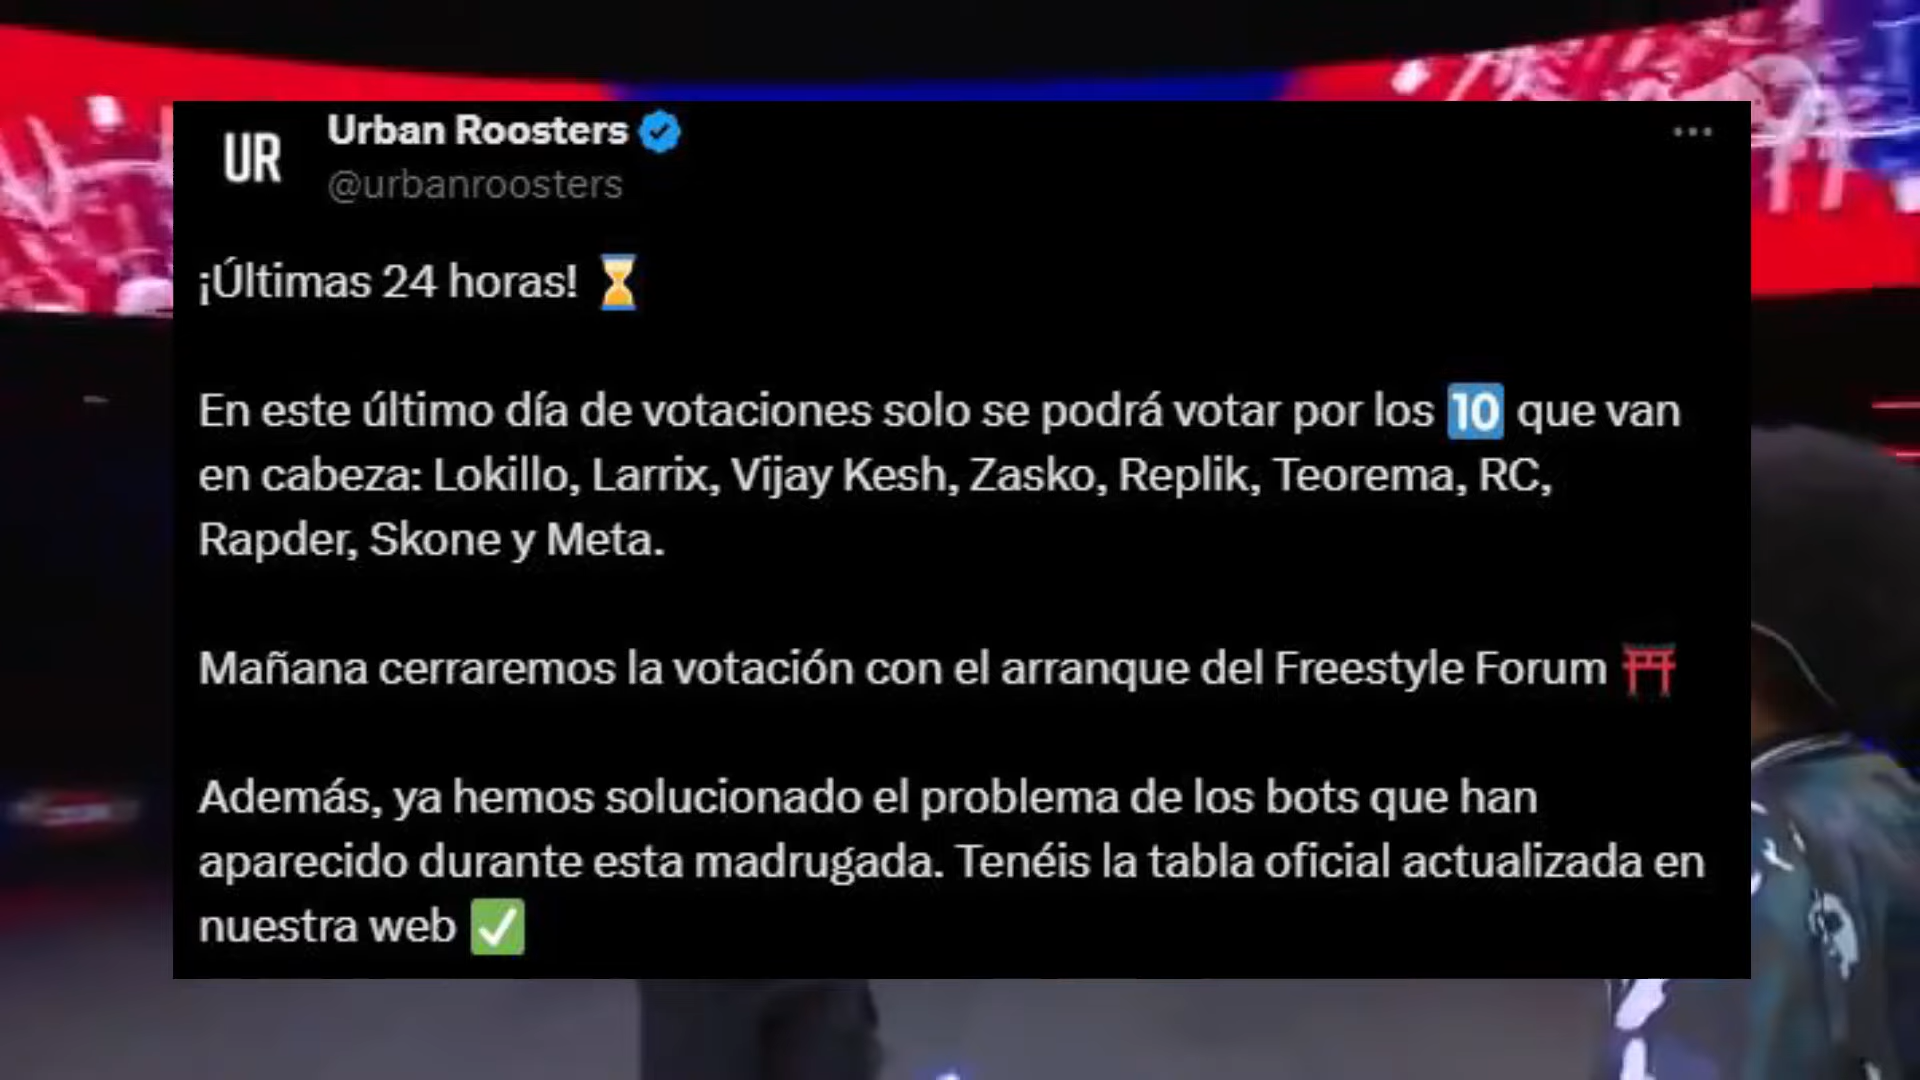 UR
Urban Roosters
@urbanroosters
¡Últimas 24 horas! ⏳
En este último día de votaciones solo se podrá votar por los 🔟 que van
en cabeza: Lokillo, Larrix, Vijay Kesh, Zasko, Replik, Teorema, RC,
Rapder, Skone y Meta.
Mañana cerraremos la votación con el arranque del Freestyle Forum ⛩️
Además, ya hemos solucionado el problema de los bots que han
aparecido durante esta madrugada. Tenéis la tabla oficial actualizada en
nuestra web ✅